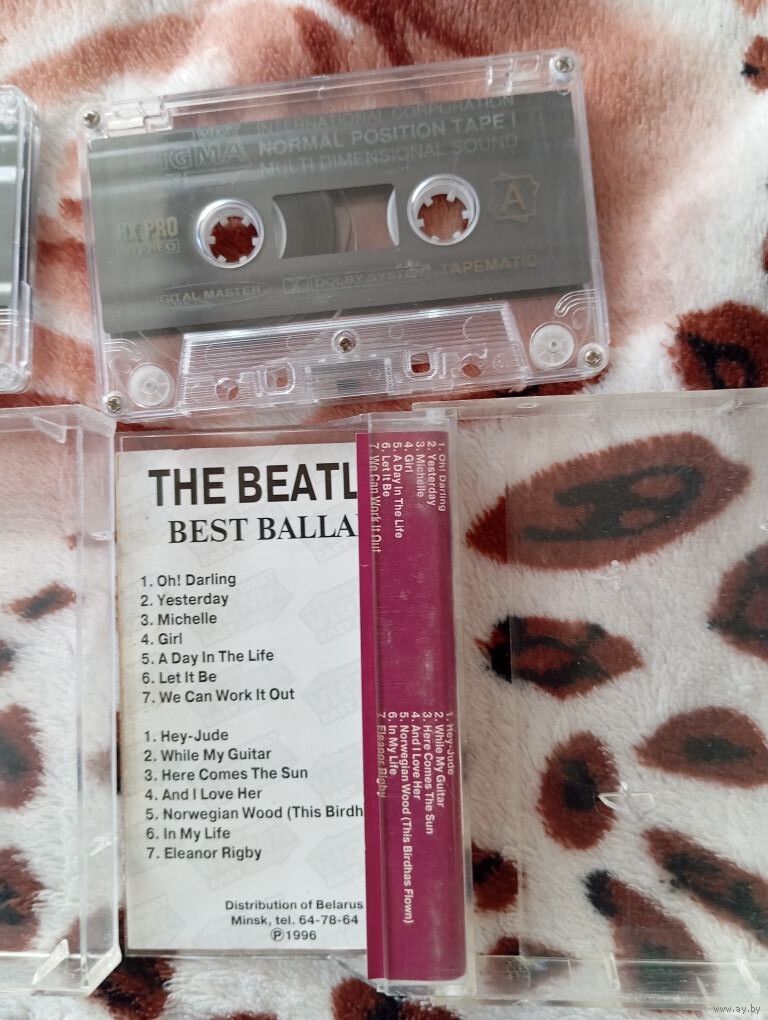 INTERNATIONAL CORPORATION
IGMA
NORMAL POSITION TAPE I
MULTI DIMENSIONAL SOUND
A
RX PRO
STEREO
IGITAL MASTER
DOLBY SYSTEM
TAPEMATIC
THE BEATL
BEST BALLA
1. Oh! Darling
2. Yesterday
3. Michelle
4. Girl
5. A Day In The Life
6. Let It Be
7. We Can Work It Out
1. Hey-Jude
2. While My Guitar
3. Here Comes The Sun
4. And I Love Her
5. Norwegian Wood (This Birdh
6. In My Life
7. Eleanor Rigby
Distribution of Belarus
Minsk, tel. 64-78-64
Ⓟ1996
1. Oh! Darling
2. Yesterday
3. Michelle
4. Girl
5. A Day In The Life
6. Let It Be
7. We Can Work It Out
1. Hey-Jude
2. While My Guitar
3. Here Comes The Sun
4. And I Love Her
5. Norwegian Wood (This Birdhas Flown)
6. In My Life
7. Eleanor Rigby
www.ay.by